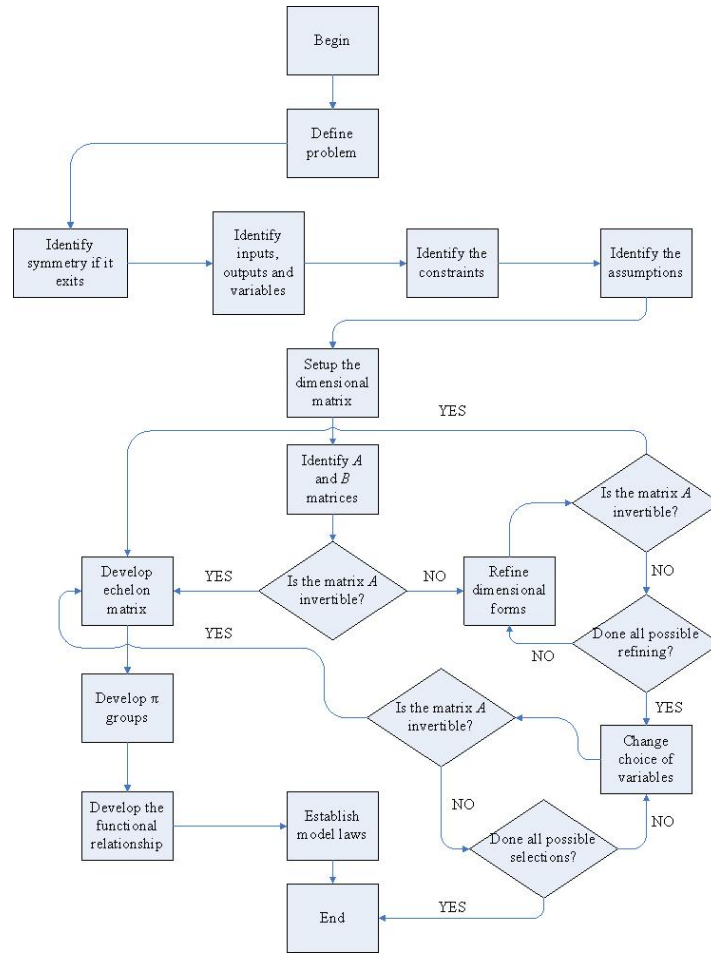 Begin
Define
problem
Identify
symmetry if it
exits
Identify
inputs,
outputs and
variables
Identify the
constraints
Identify the
assumptions
Setup the
dimensional
matrix
YES
Identify A
and B
matrices
Is the matrix A
invertible?
Develop
echelon
matrix
YES
Is the matrix A
invertible?
NO
Refine
dimensional
forms
NO
Done all possible
refining?
NO
YES
YES
Develop π
groups
Is the matrix A
invertible?
Change
choice of
variables
NO
NO
Develop the
functional
relationship
Establish
model laws
Done all possible
selections?
YES
End